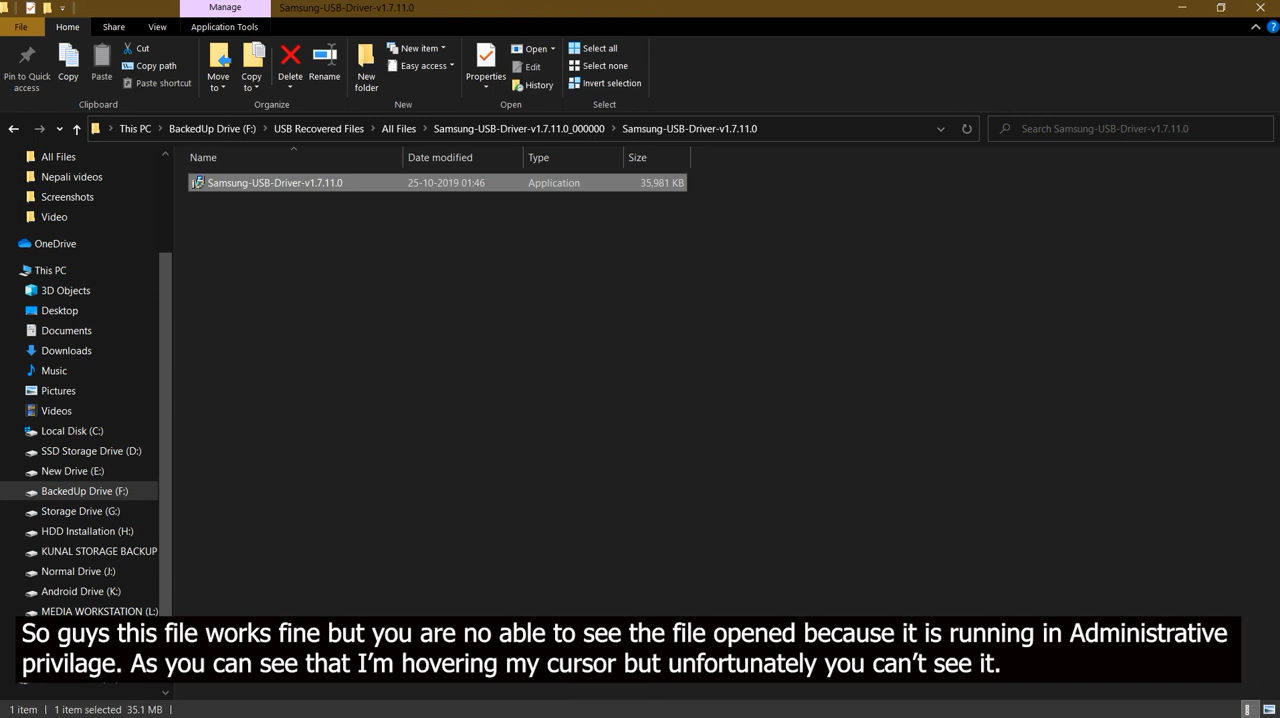 Manage
Samsung-USB-Driver-v1.7.11.0
File
Home
Share
View
Application Tools
Pin to Quick
access
Copy
Paste
Cut
Copy path
Paste shortcut
Clipboard
Move
to
Copy
to
Delete
Rename
Organize
New
folder
New item
Easy access
New
Properties
Open
Edit
History
Open
Select all
Select none
Invert selection
Select
This PC
BackedUp Drive (F:)
USB Recovered Files
All Files
Samsung-USB-Driver-v1.7.11.0_000000
Samsung-USB-Driver-v1.7.11.0
Search Samsung-USB-Driver-v1.7.11.0
Name
Date modified
Type
Size
Samsung-USB-Driver-v1.7.11.0
25-10-2019 01:46
Application
35,981 KB
All Files
Nepali videos
Screenshots
Video
OneDrive
This PC
3D Objects
Desktop
Documents
Downloads
Music
Pictures
Videos
Local Disk (C:)
SSD Storage Drive (D:)
New Drive (E:)
BackedUp Drive (F:)
Storage Drive (G:)
HDD Installation (H:)
KUNAL STORAGE BACKUP
Normal Drive (J:)
Android Drive (K:)
MEDIA WORKSTATION (L:)
So guys this file works fine but you are no able to see the file opened because it is running in Administrative
privilage. As you can see that I'm hovering my cursor but unfortunately you can't see it.
1 item
1 item selected
35.1 MB